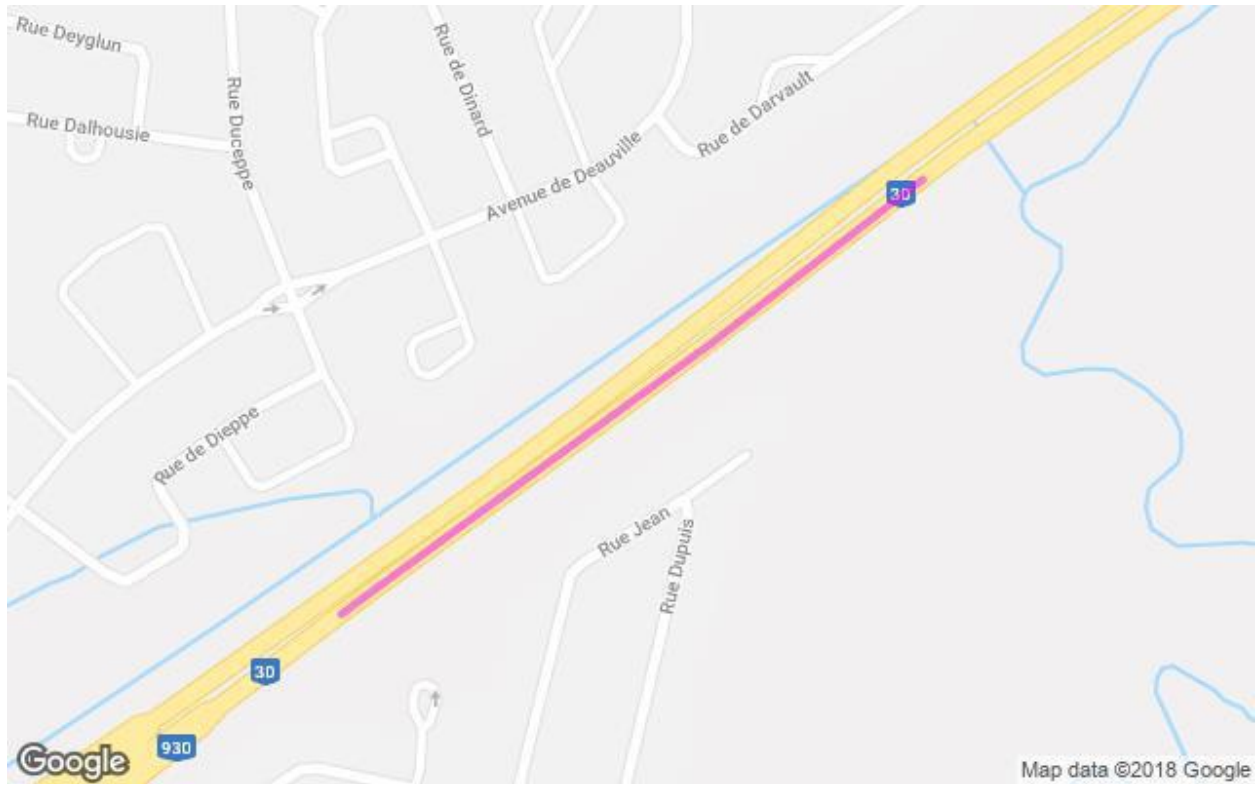 Rue Deyglun
Rue Dalhousie
Rue Duceppe
Rue de Dinard
Rue de Darvault
Avenue de Deauville
30
Rue de Dieppe
Rue Jean
Rue Dupuis
30
930
Google
Map data ©2018 Google